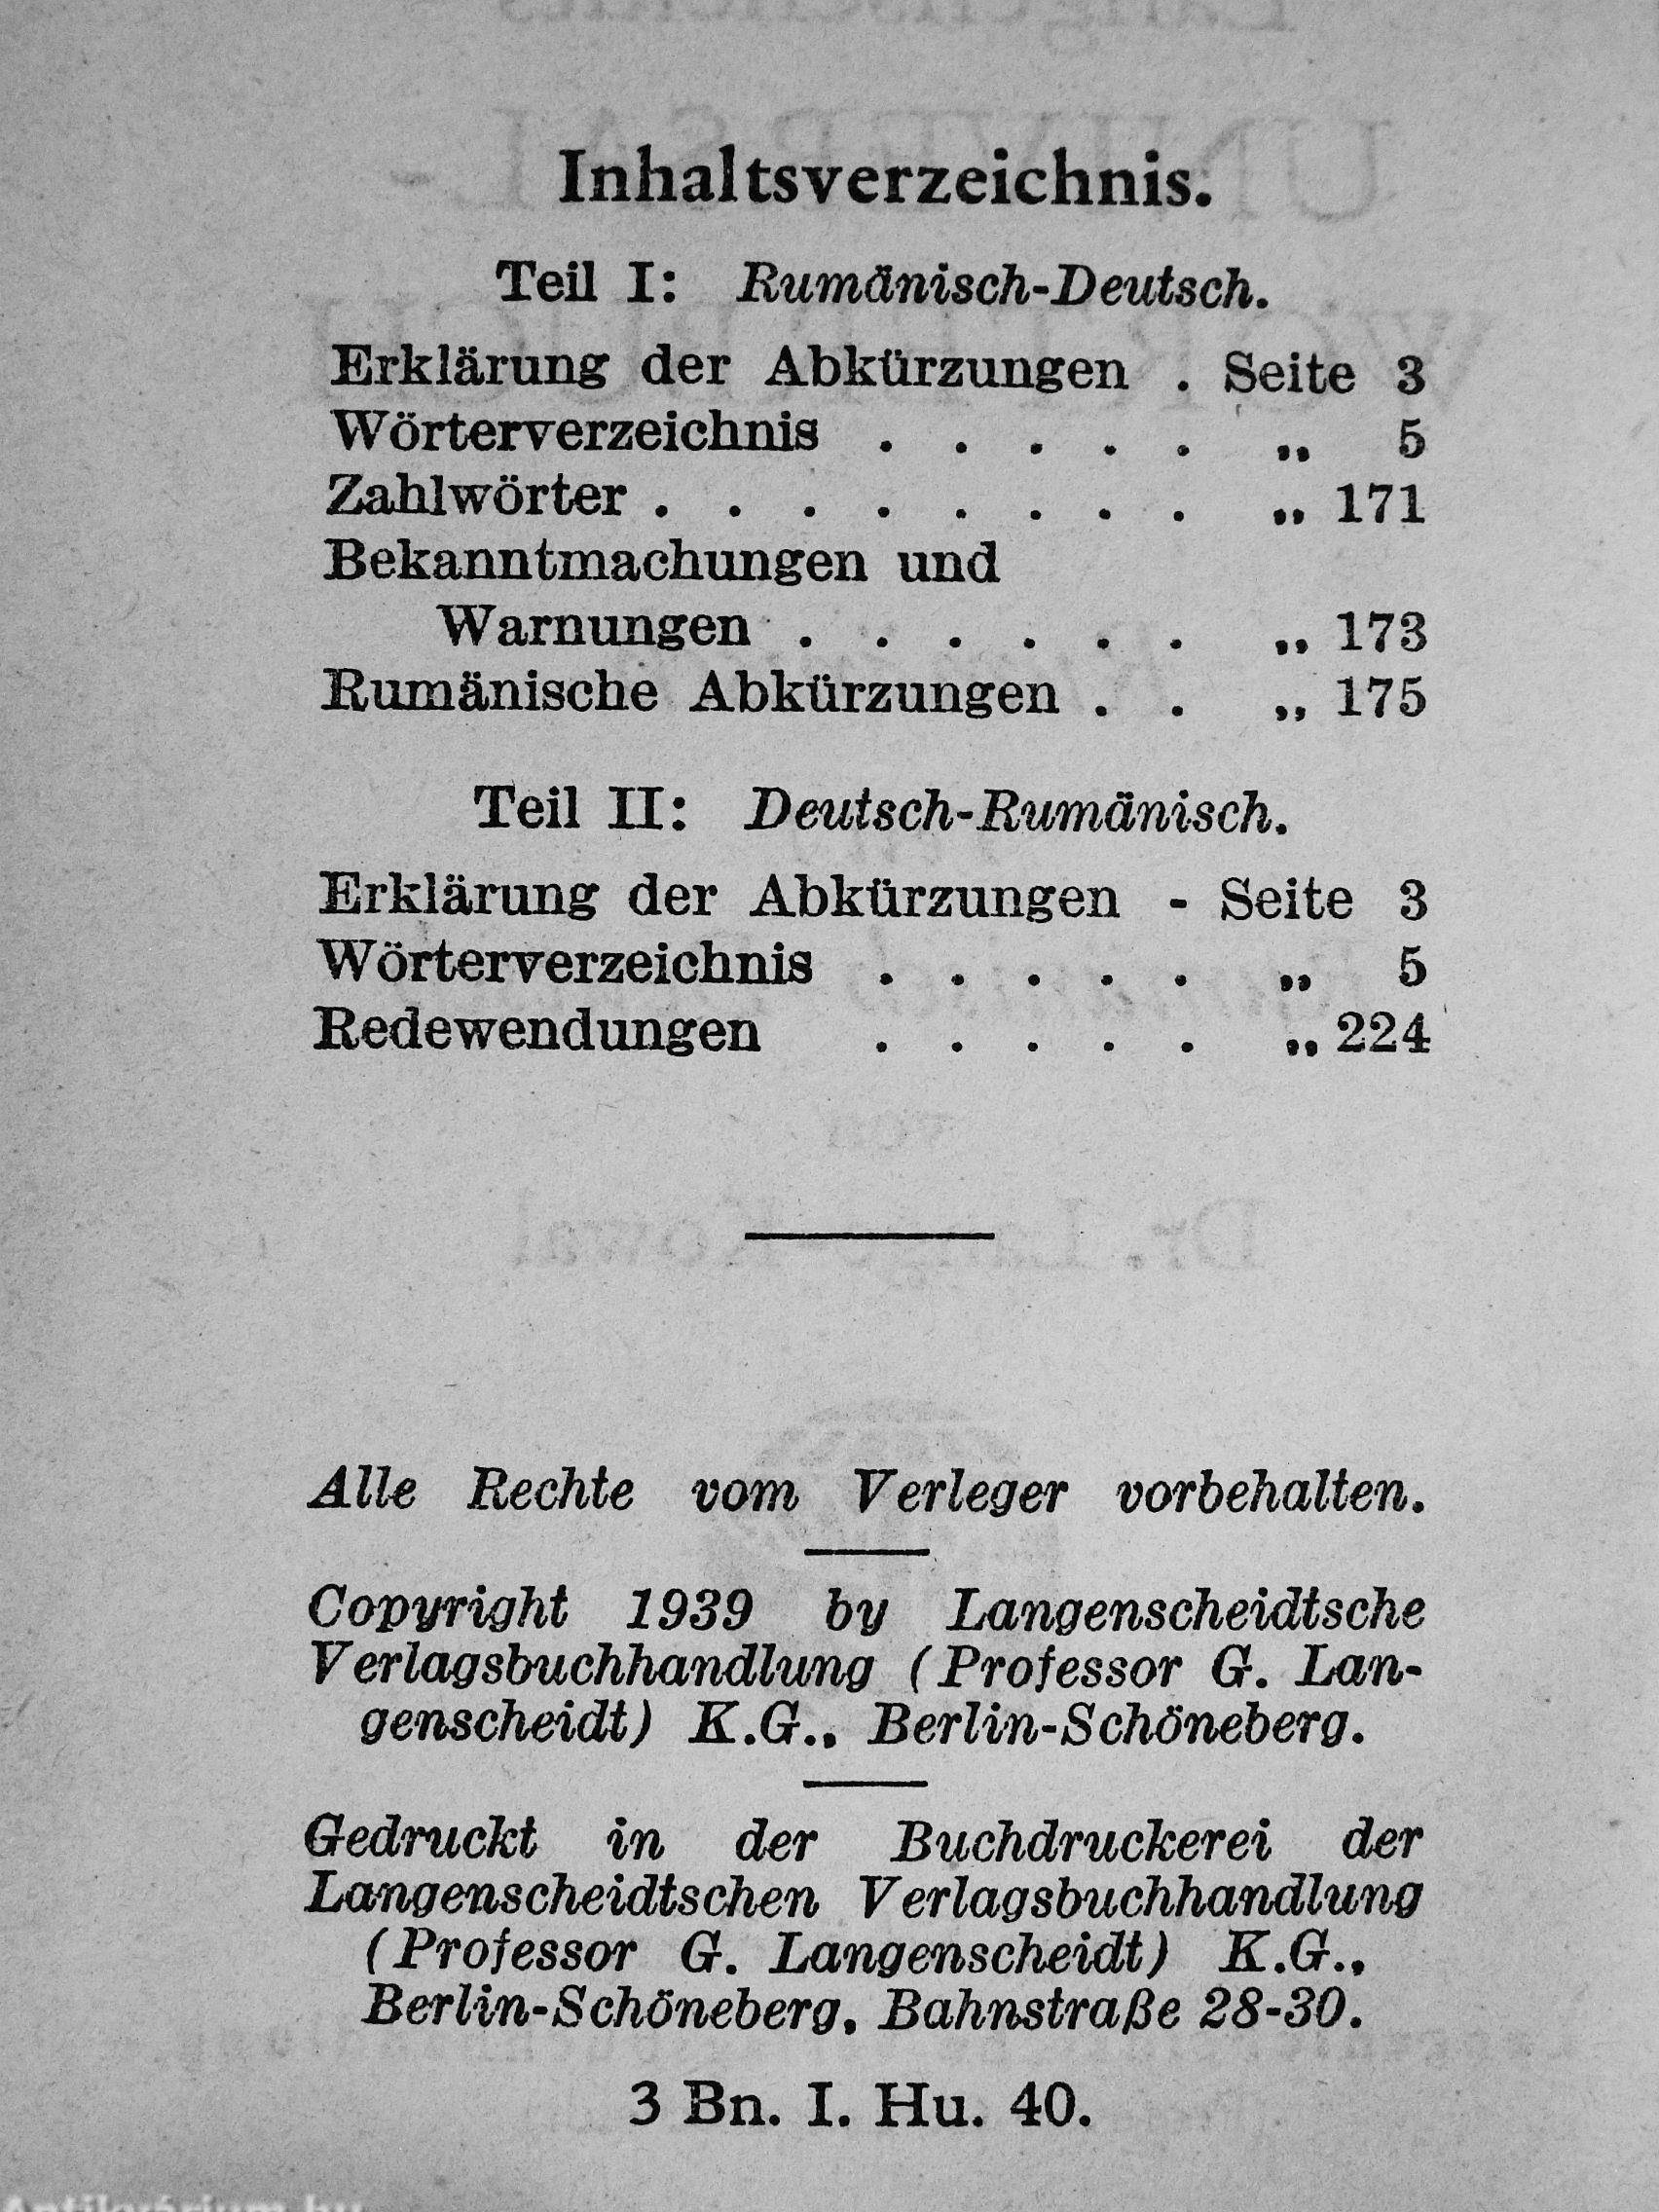 Inhaltsverzeichnis.
Teil I: Rumänisch-Deutsch.
Erklärung der Abkürzungen . Seite 3
Wörterverzeichnis . . . . . „ 5
Zahlwörter . . . . . . . . „ 171
Bekanntmachungen und
Warnungen . . . . . . „ 173
Rumänische Abkürzungen . . „ 175
Teil II: Deutsch-Rumänisch.
Erklärung der Abkürzungen - Seite 3
Wörterverzeichnis . . . . . „ 5
Redewendungen . . . . . „ 224
Alle Rechte vom Verleger vorbehalten.
Copyright 1939 by Langenscheidtsche
Verlagsbuchhandlung (Professor G. Lan-
genscheidt) K.G., Berlin-Schöneberg.
Gedruckt in der Buchdruckerei der
Langenscheidtschen Verlagsbuchhandlung
(Professor G. Langenscheidt) K.G.,
Berlin-Schöneberg, Bahnstraße 28-30.
3 Bn. I. Hu. 40.